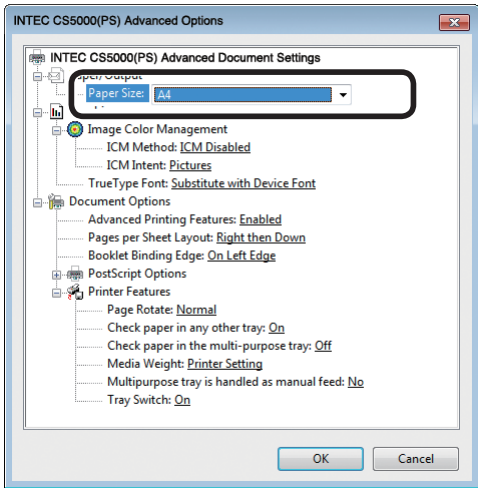 INTEC CS5000(PS) Advanced Options
INTEC CS5000(PS) Advanced Document Settings
Paper Size: A4
Image Color Management
ICM Method: ICM Disabled
ICM Intent: Pictures
TrueType Font: Substitute with Device Font
Document Options
Advanced Printing Features: Enabled
Pages per Sheet Layout: Right then Down
Booklet Binding Edge: On Left Edge
PostScript Options
Printer Features
Page Rotate: Normal
Check paper in any other tray: On
Check paper in the multi-purpose tray: Off
Media Weight: Printer Setting
Multipurpose tray is handled as manual feed: No
Tray Switch: On
OK Cancel